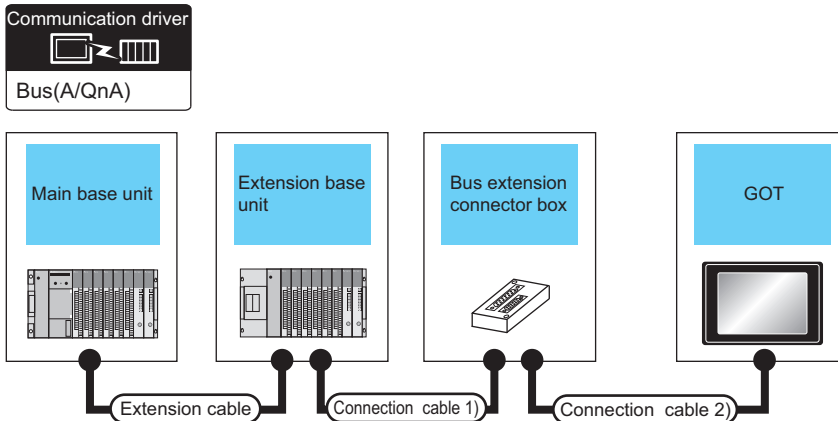 Communication driver
Bus(A/QnA)
Main base unit
Extension base
unit
Bus extension
connector box
GOT
Extension cable
Connection cable 1)
Connection cable 2)